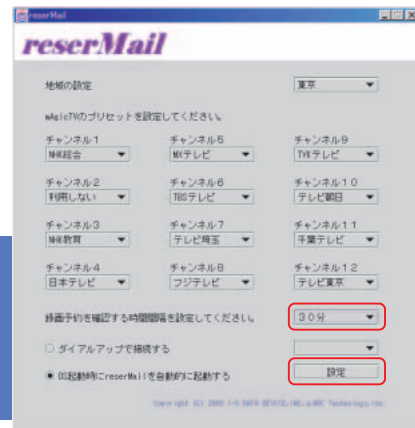 reserMail
reserMail
地域の設定 東京
mAgicTVのプリセットを設定してください。
チャンネル1 チャンネル5 チャンネル9
NHK総合 MXテレビ TVKテレビ
チャンネル2 チャンネル6 チャンネル10
利用しない TBSテレビ テレビ朝日
チャンネル3 チャンネル7 チャンネル11
NHK教育 テレビ埼玉 千葉テレビ
チャンネル4 チャンネル8 チャンネル12
日本テレビ フジテレビ テレビ東京
録画予約を確認する時間間隔を設定してください。 30分
ダイアルアップで接続する
OS起動時にreserMailを自動的に起動する 設定
Copy right (C) 2000 I-O DATA DEVICE, INC.